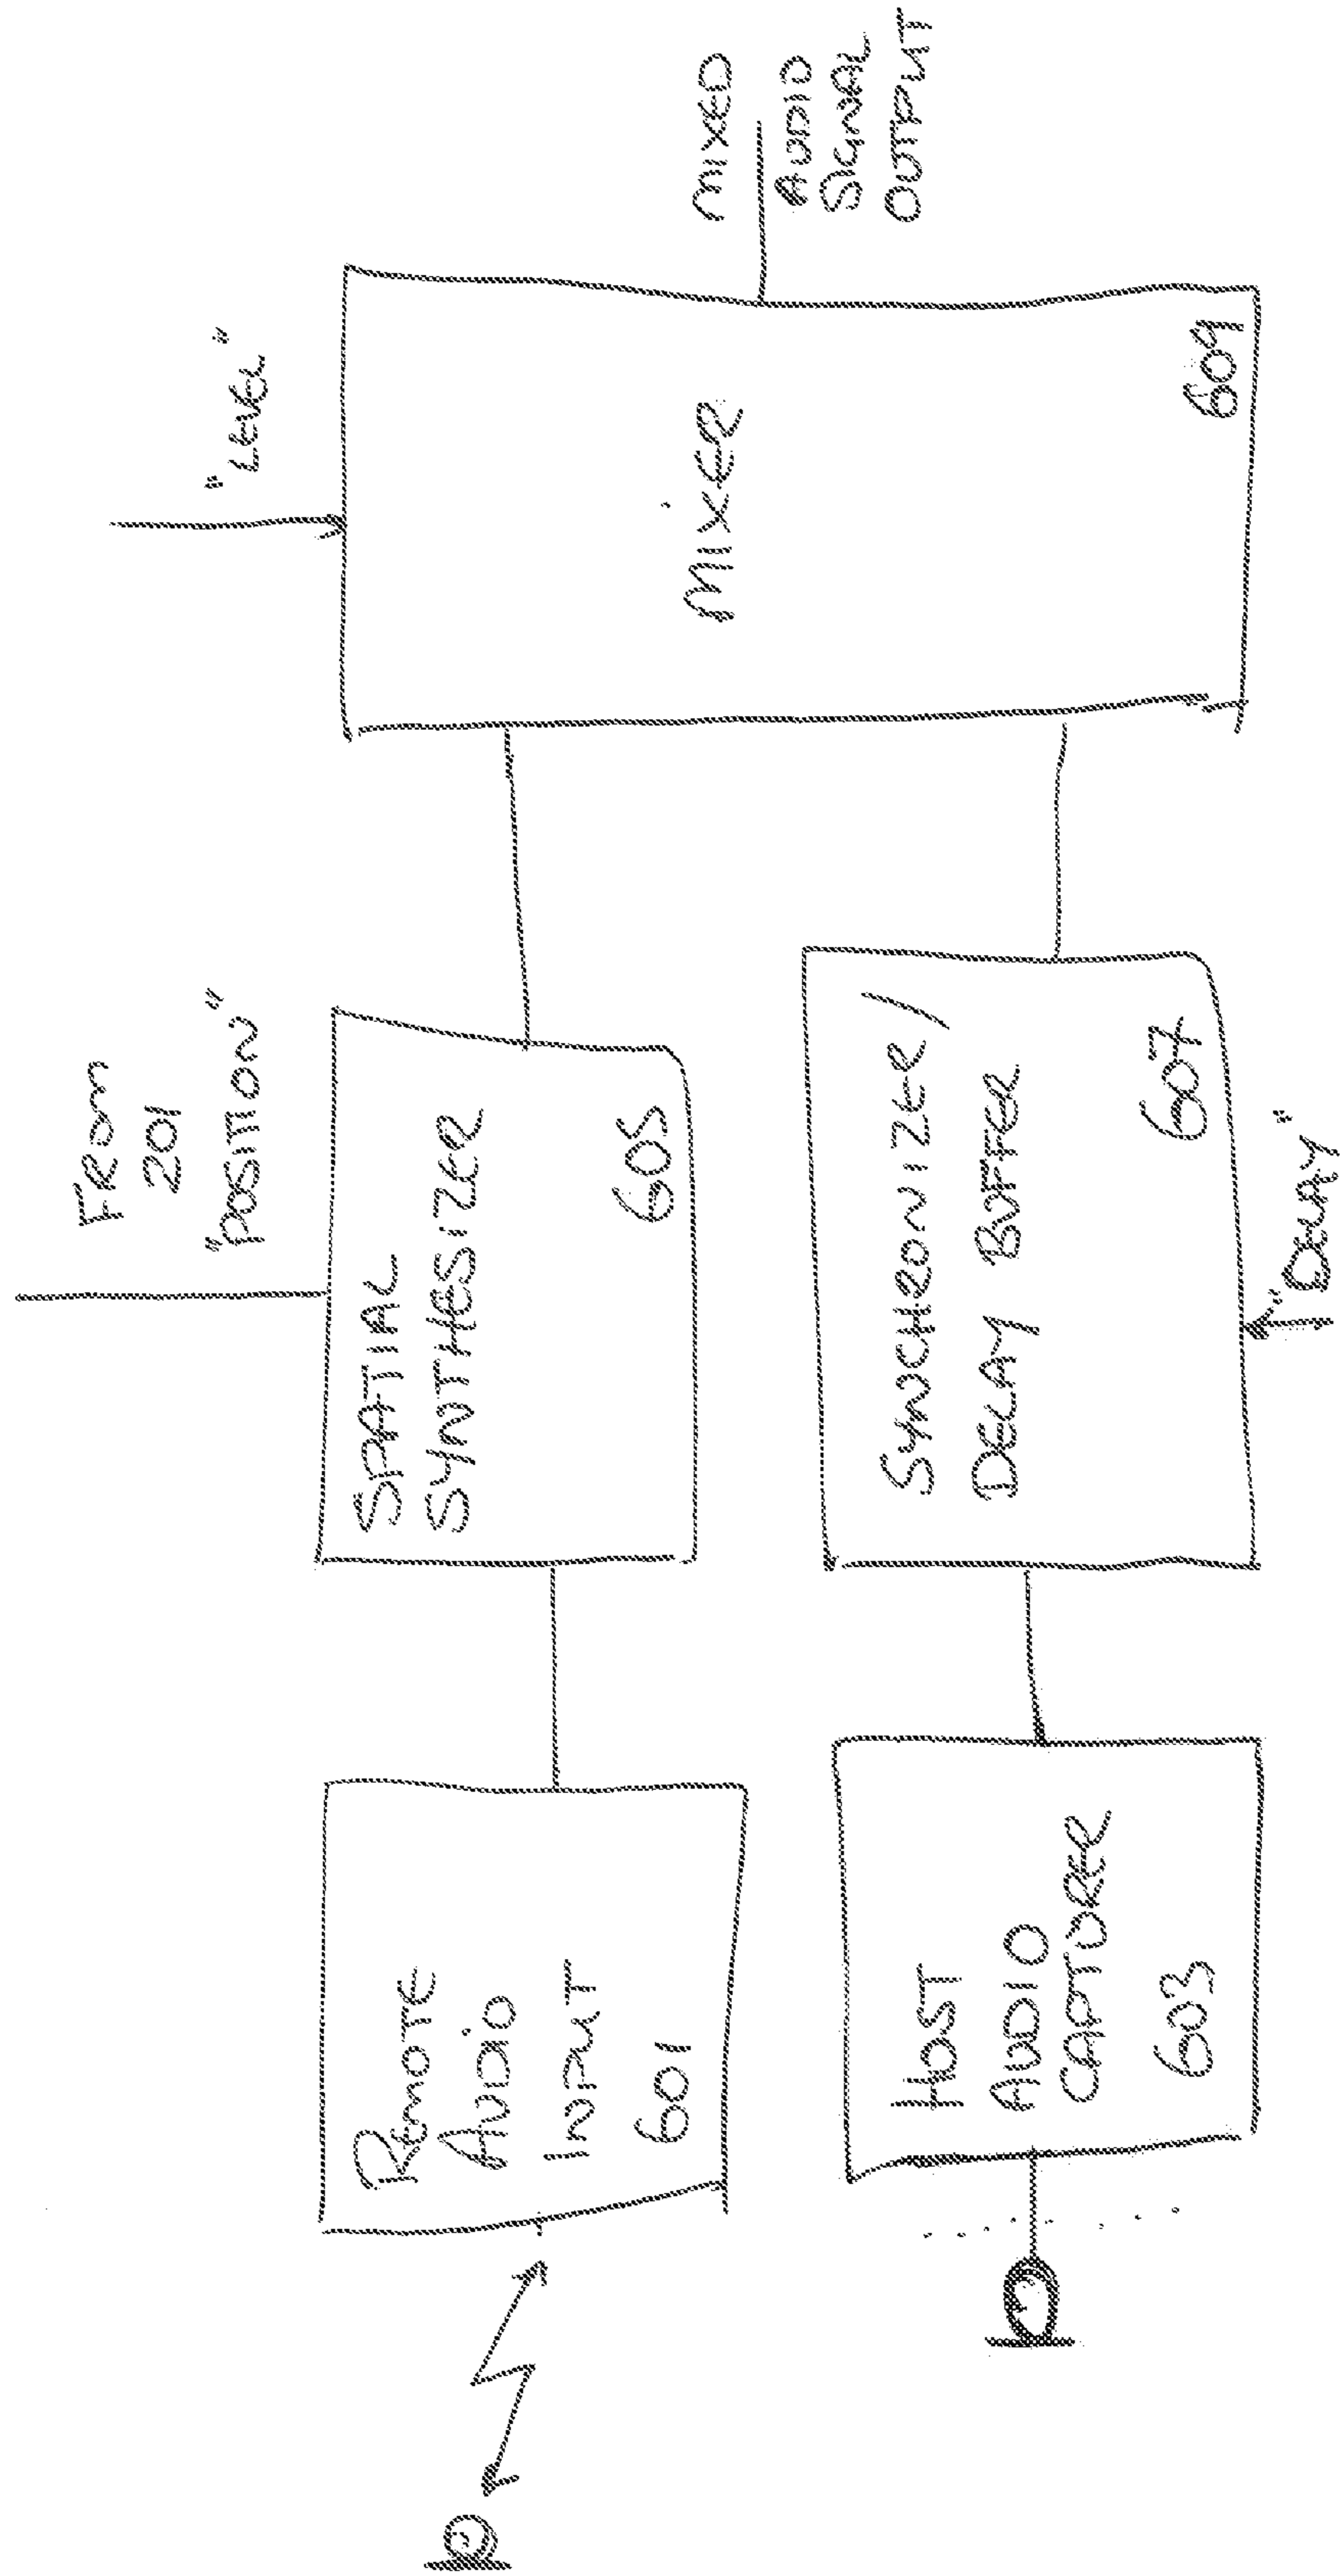 Remote
Audio
Input
601
From
201
"Position"
Spatial
Synthesizer
605
"Level"
Mixer
609
Mixed
Audio
Signal
Output
Host
Audio
Capturer
603
Synchronizer/
Delay Buffer
607
"Delay"